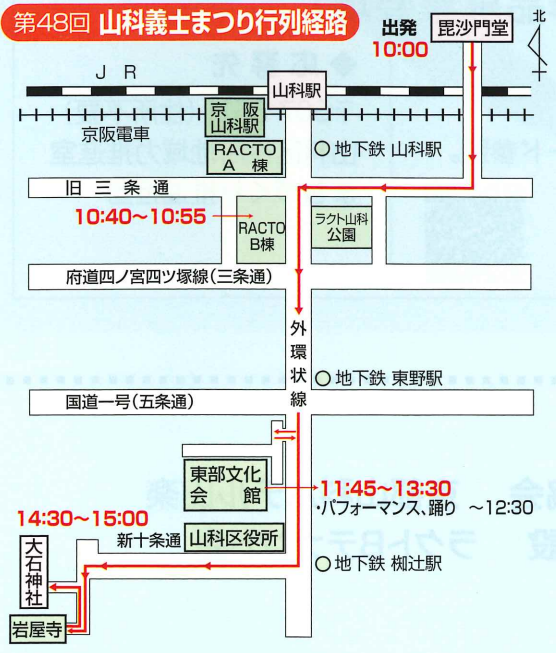 第48回 山科義士まつり行列経路
出発
10:00
毘沙門堂
北
JR
山科駅
京阪
山科駅
京阪電車
RACTO
A 棟
地下鉄 山科駅
旧三条通
10:40～10:55
RACTO
B棟
ラクト山科
公園
府道四ノ宮四ツ塚線(三条通)
外環状線
地下鉄 東野駅
国道一号(五条通)
東部文化
会館
11:45～13:30
・パフォーマンス、踊り ～12:30
14:30～15:00
新十条通
山科区役所
大石神社
地下鉄 椥辻駅
岩屋寺